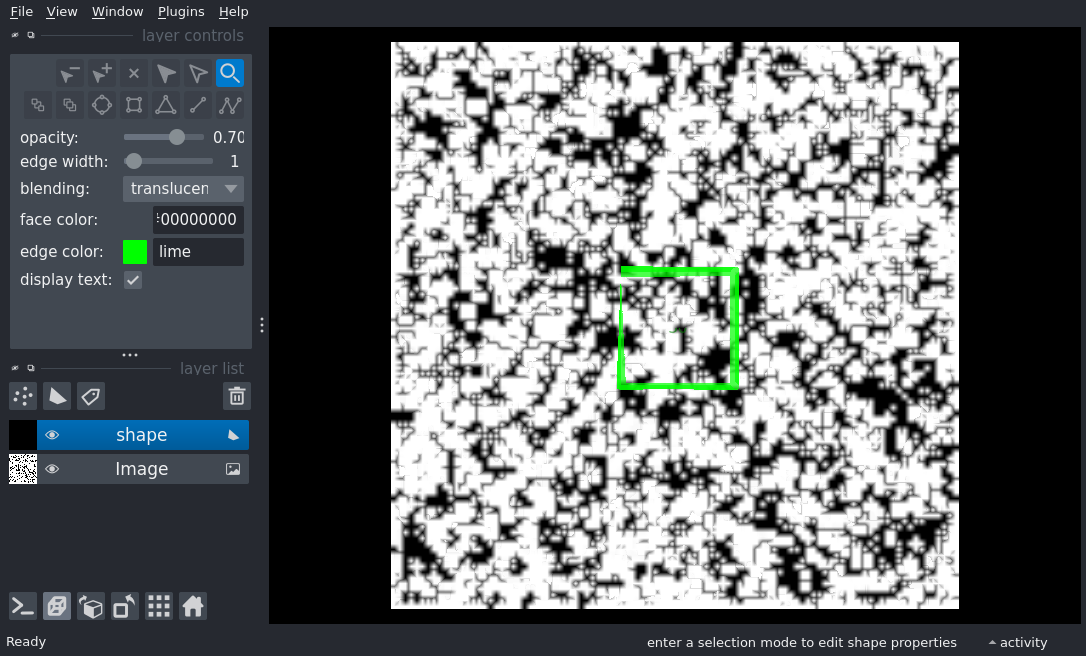 File View Window Plugins Help
layer controls
opacity: 0.70
edge width: 1
blending: translucen
face color: 00000000
edge color: lime
display text:
layer list
shape
Image
Ready enter a selection mode to edit shape properties activity